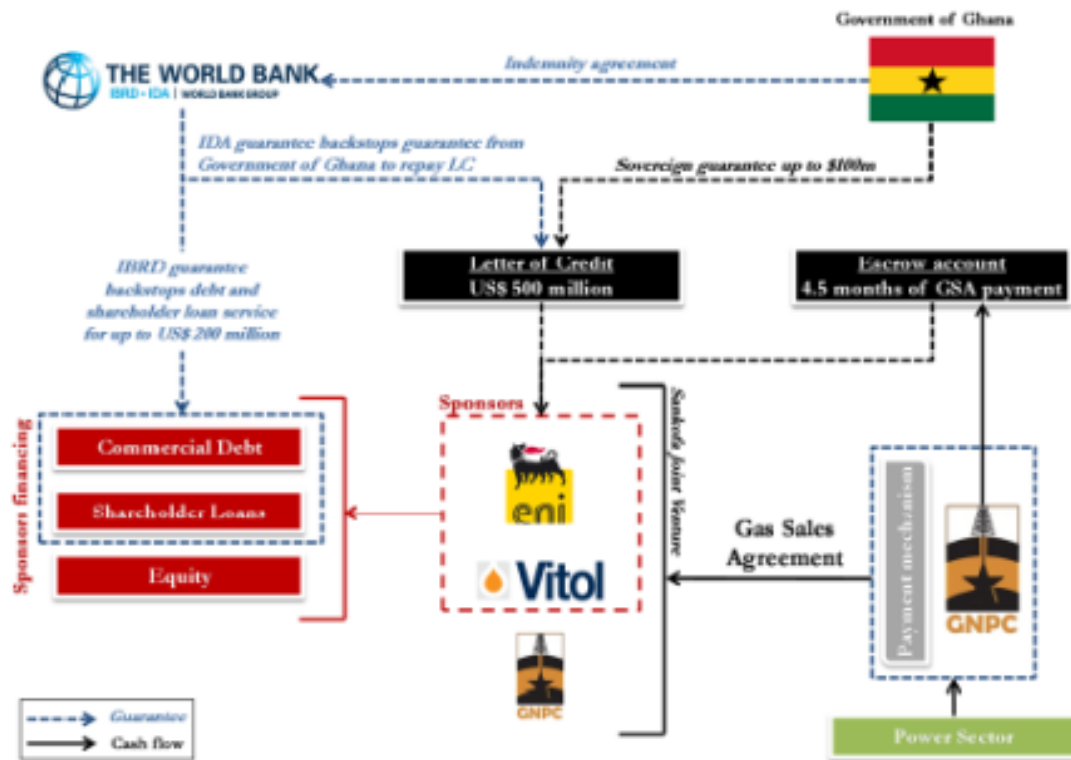 Government of Ghana
THE WORLD BANK
IBRD • IDA | WORLD BANK GROUP
Indemnity agreement
IDA guarantee backstops guarantee from
Government of Ghana to repay LC
Sovereign guarantee up to $100m
Letter of Credit
US$ 500 million
Escrow account
4.5 months of GSA payment
IBRD guarantee
backstops debt and
shareholder loan service
for up to US$ 200 million
Sponsors financing
Commercial Debt
Shareholder Loans
Equity
Sponsors
eni
Vitol
GNPC
Sankofa Joint Venture
Gas Sales
Agreement
Payment mechanism
GNPC
Power Sector
Guarantee
Cash flow